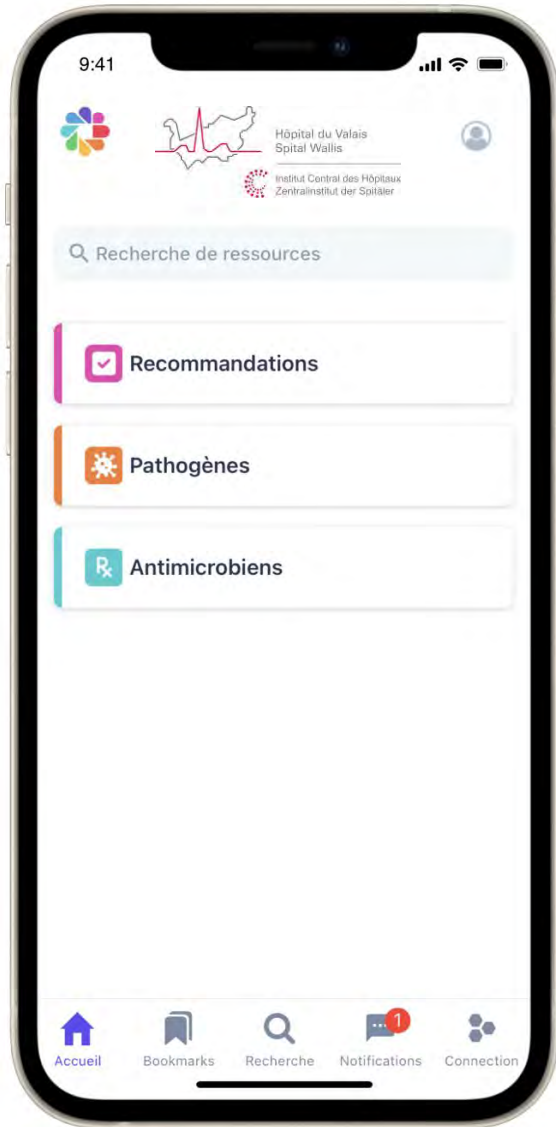 9:41
Hôpital du Valais
Spital Wallis
Institut Central des Hôpitaux
Zentralinstitut der Spitäler
Recherche de ressources
Recommandations
Pathogènes
Antimicrobiens
1
Accueil
Bookmarks
Recherche
Notifications
Connection